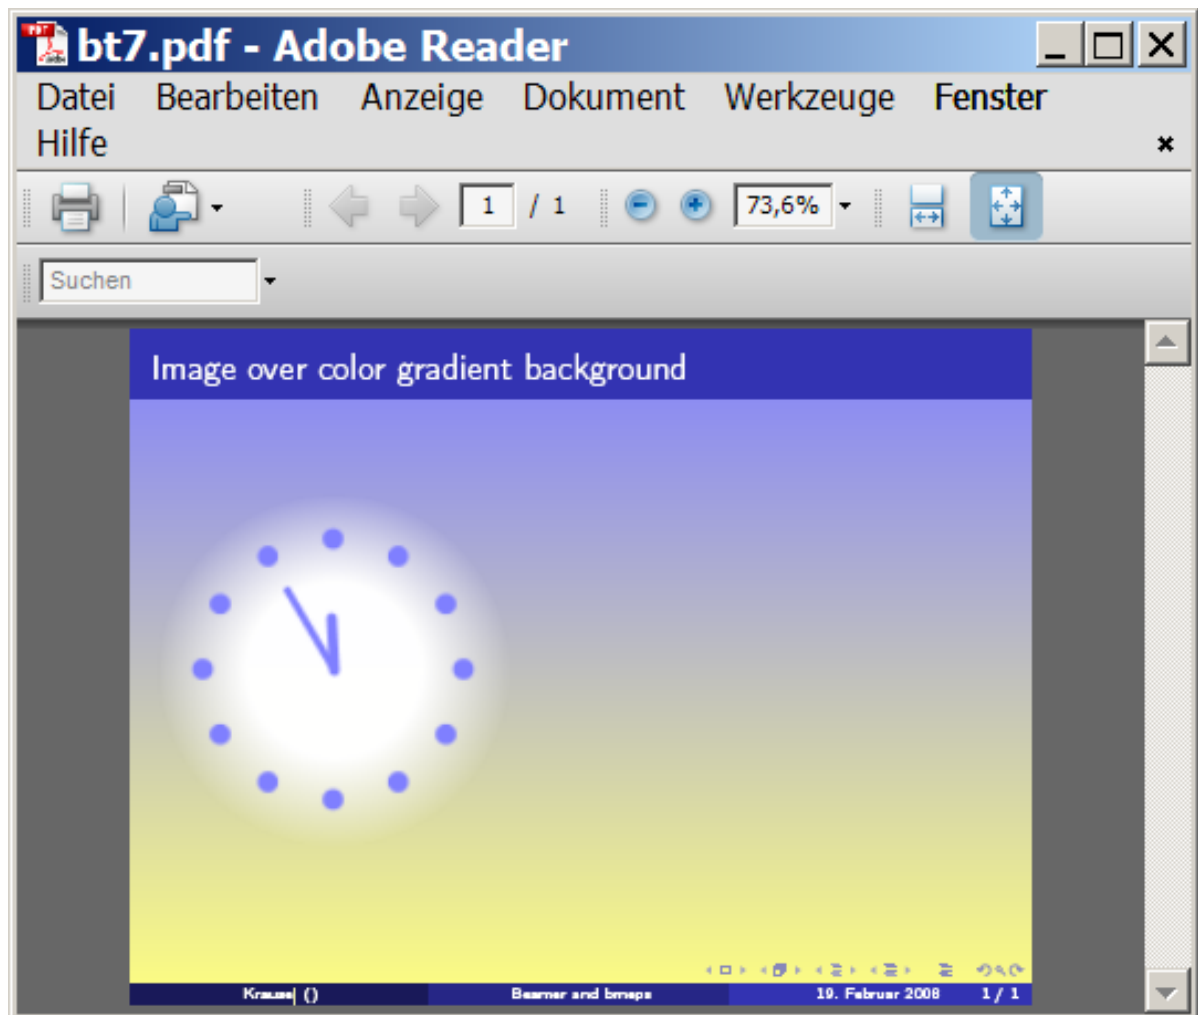 bt7.pdf - Adobe Reader
Datei Bearbeiten Anzeige Dokument Werkzeuge Fenster
Hilfe
1 / 1 73,6%
Suchen
Image over color gradient background
Krause| () Beamer and bmeps 19. Februar 2008 1 / 1